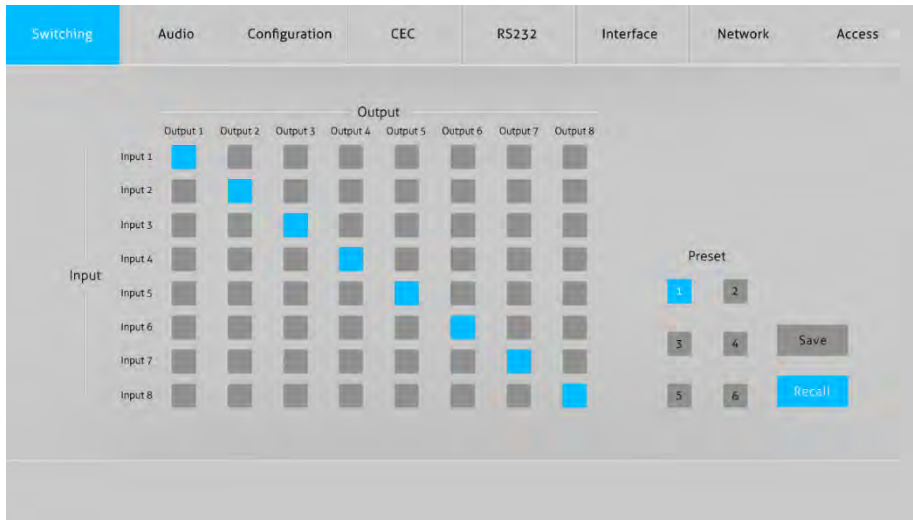 Switching Audio Configuration CEC RS232 Interface Network Access
Output
Output 1 Output 2 Output 3 Output 4 Output 5 Output 6 Output 7 Output 8
Input 1
Input 2
Input 3
Input 4
Input
Input 5
Input 6
Input 7
Input 8
Preset
1 2
3 4 Save
5 6 Recall